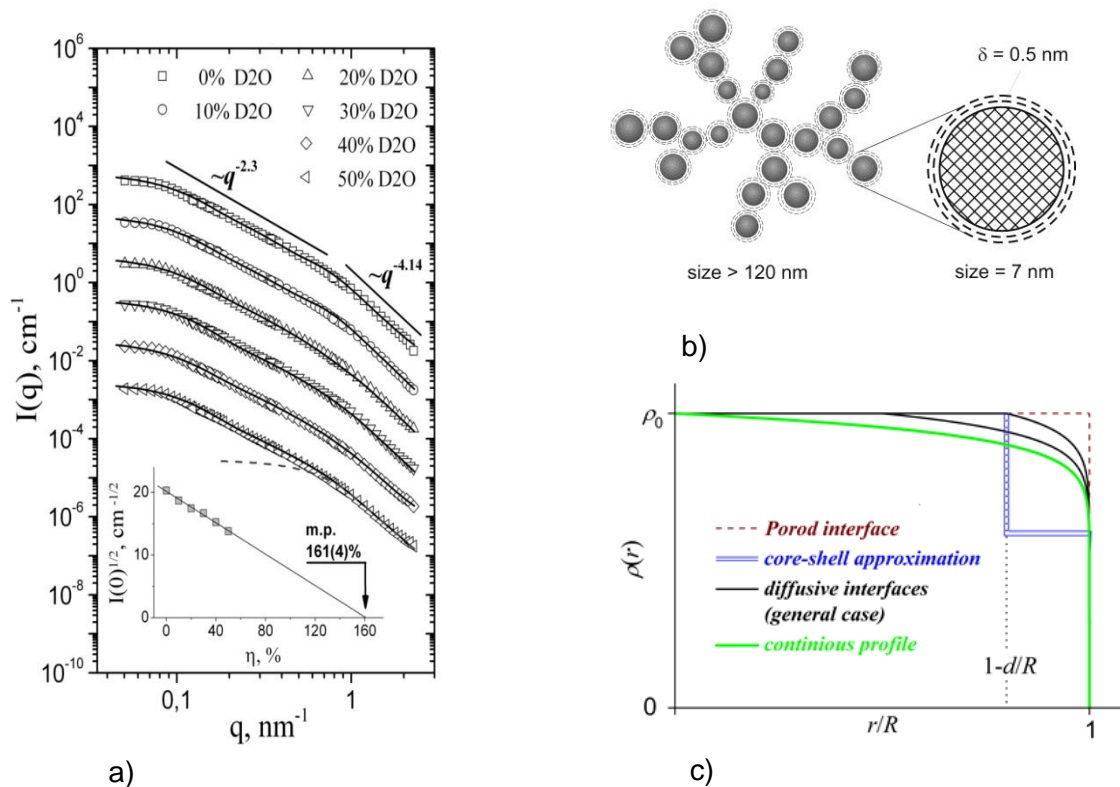 10^6
10^4
10^2
10^0
10^-2
10^-4
10^-6
10^-8
10^-10
I(q), cm^-1
0% D2O
10% D2O
20% D2O
30% D2O
40% D2O
50% D2O
~q^-2.3
~q^-4.14
I(0)^1/2, cm^-1/2
20
10
0
m.p.
161(4)%
0 40 80 120 160
η, %
0,1 1
q, nm^-1
a)
δ = 0.5 nm
size > 120 nm
size = 7 nm
b)
ρ0
ρ(r)
0
Porod interface
core-shell approximation
diffusive interfaces
(general case)
continious profile
1-d/R
r/R
1
c)